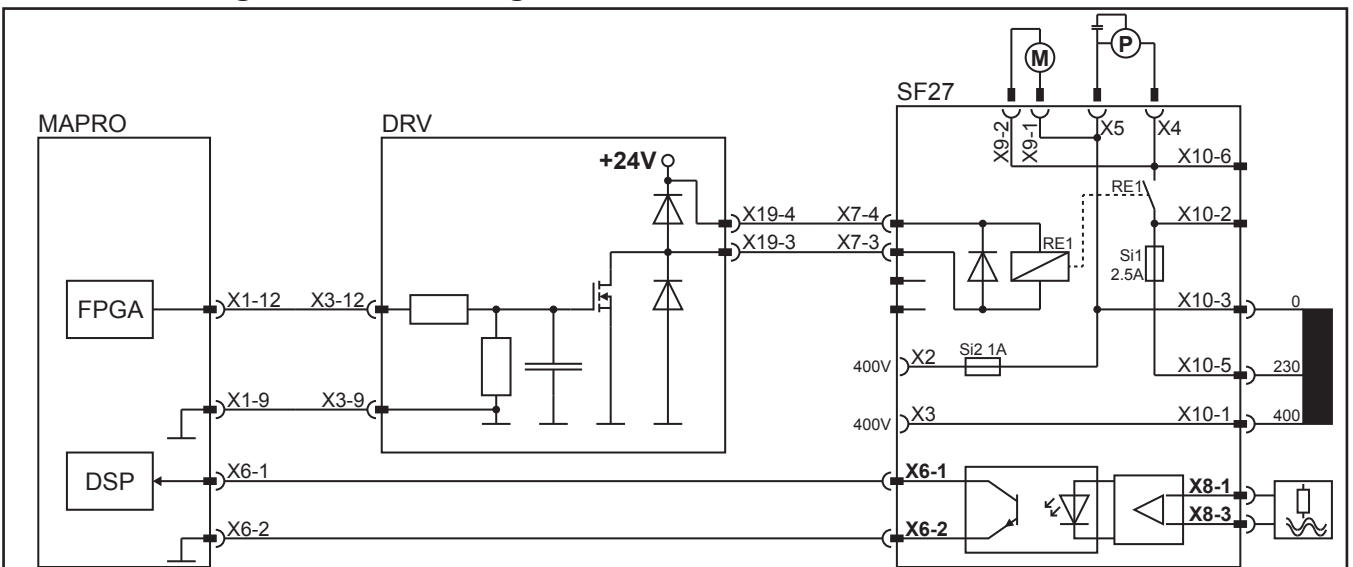 SF27
MAPRO
DRV
M
P
+24V
X9-2
X9-1
X5
X4
X10-6
RE1
X10-2
X19-4
X7-4
X19-3
X7-3
RE1
Si1
2.5A
FPGA
X1-12
X3-12
X10-3
0
400V
X2
Si2 1A
X10-5
230
X1-9
X3-9
400V
X3
X10-1
400
DSP
X6-1
X6-1
X8-1
X8-3
X6-2
X6-2